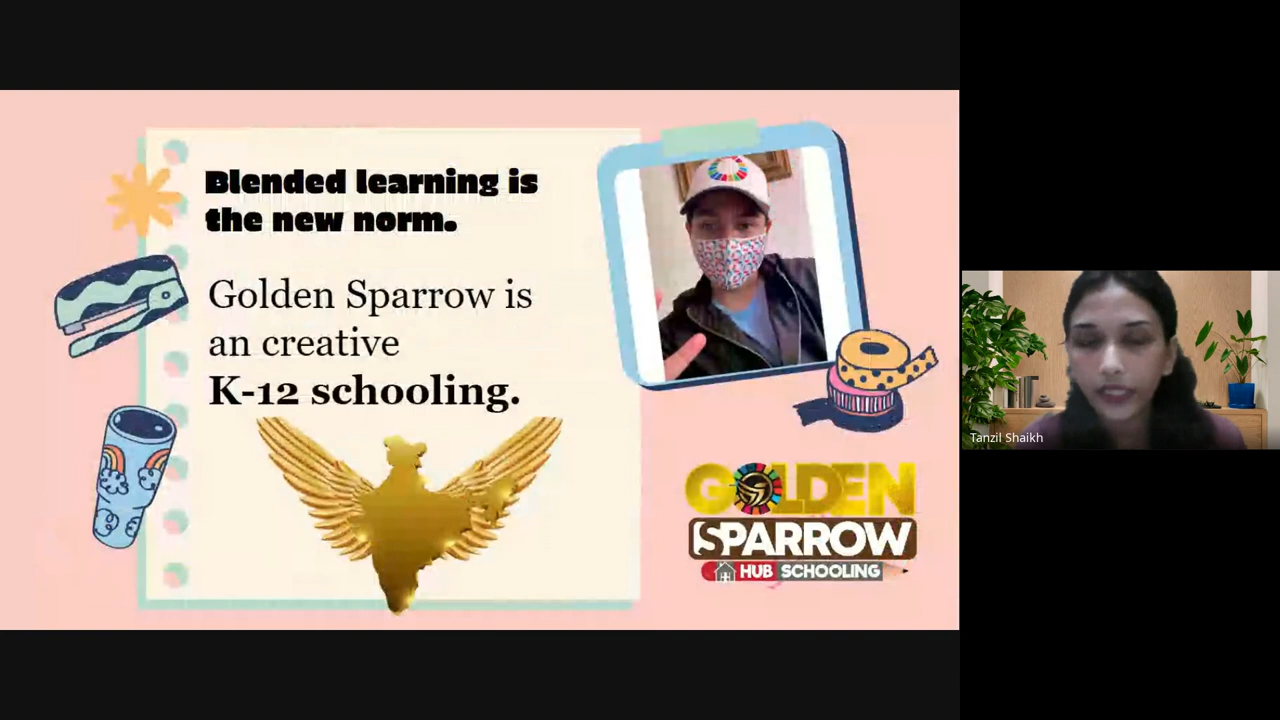 Blended learning is
the new norm.
Golden Sparrow is
an creative
K-12 schooling.
GOLDEN
SPARROW
HUB SCHOOLING
Tanzil Shaikh